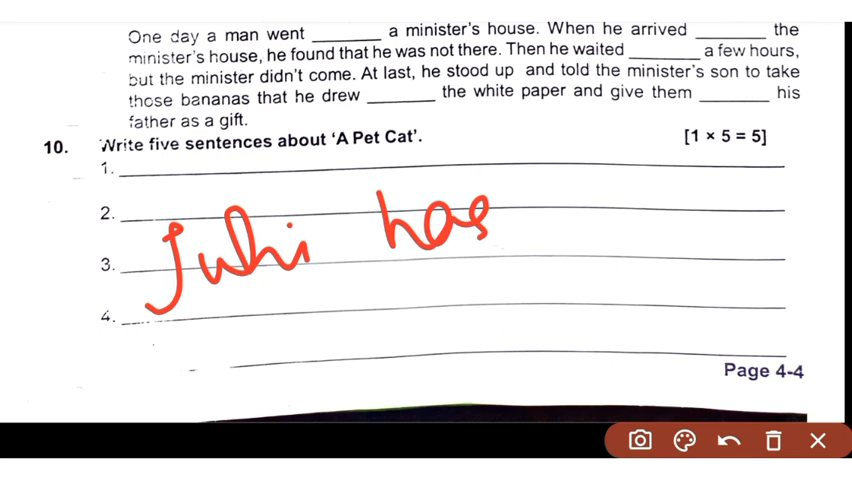 One day a man went ________ a minister's house. When he arrived ________ the
minister's house, he found that he was not there. Then he waited ________ a few hours,
but the minister didn't come. At last, he stood up and told the minister's son to take
those bananas that he drew ________ the white paper and give them ________ his
father as a gift.
10. Write five sentences about 'A Pet Cat'. [1 × 5 = 5]
1.
2.
Juhi has
3.
4.
Page 4-4